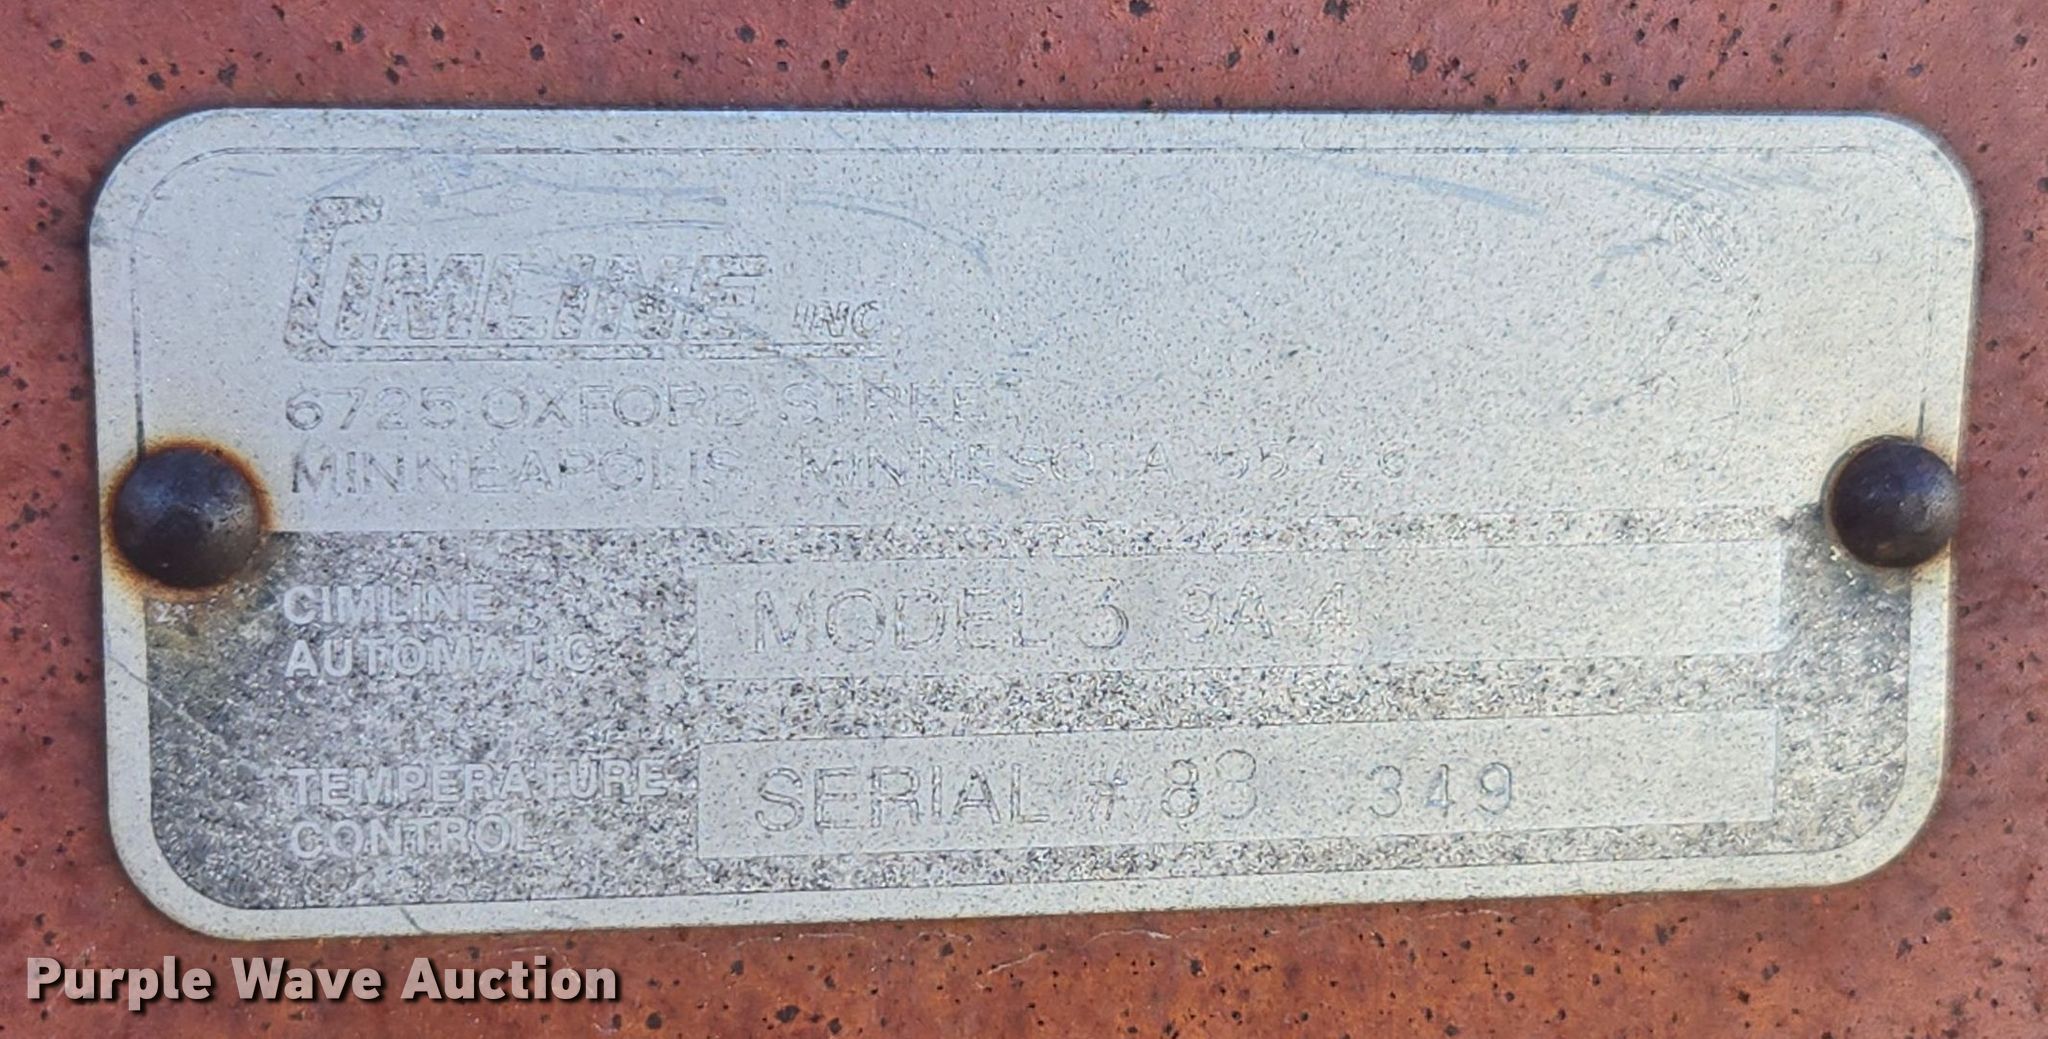 CIMLINE INC
6725 OXFORD STREET
MINNEAPOLIS, MINNESOTA 55426
CIMLINE
AUTOMATIC
MODEL 9A-4
TEMPERATURE
CONTROL
SERIAL # 88 349
Purple Wave Auction